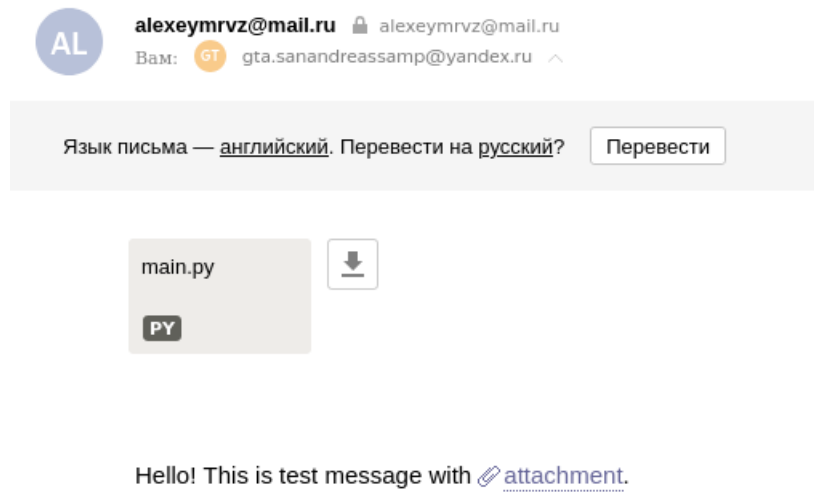 AL
alexeymrvz@mail.ru alexeymrvz@mail.ru
Вам: GT gta.sanandreassamp@yandex.ru
Язык письма — английский. Перевести на русский? Перевести
main.py
PY
Hello! This is test message with attachment.